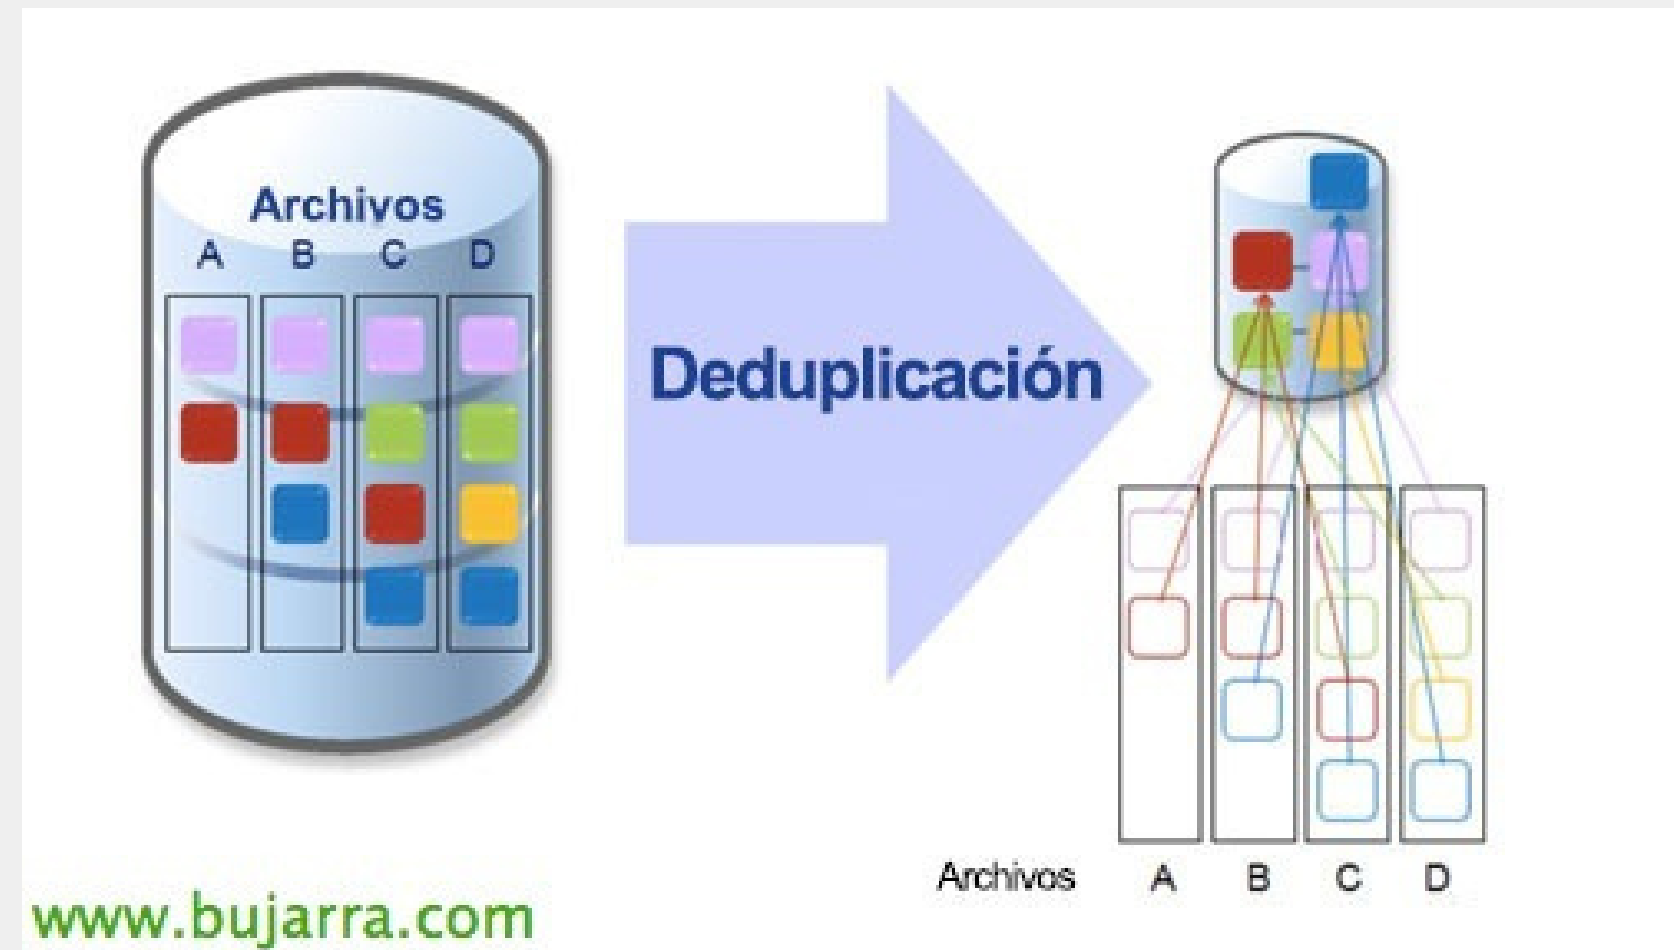 Archivos
A B C D
Deduplicación
Archivos A B C D
www.bujarra.com